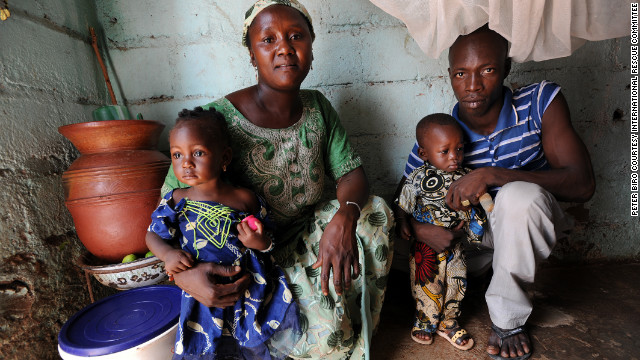 PETER BIRO COURTESY INTERNATIONAL RESCUE COMMITTEE